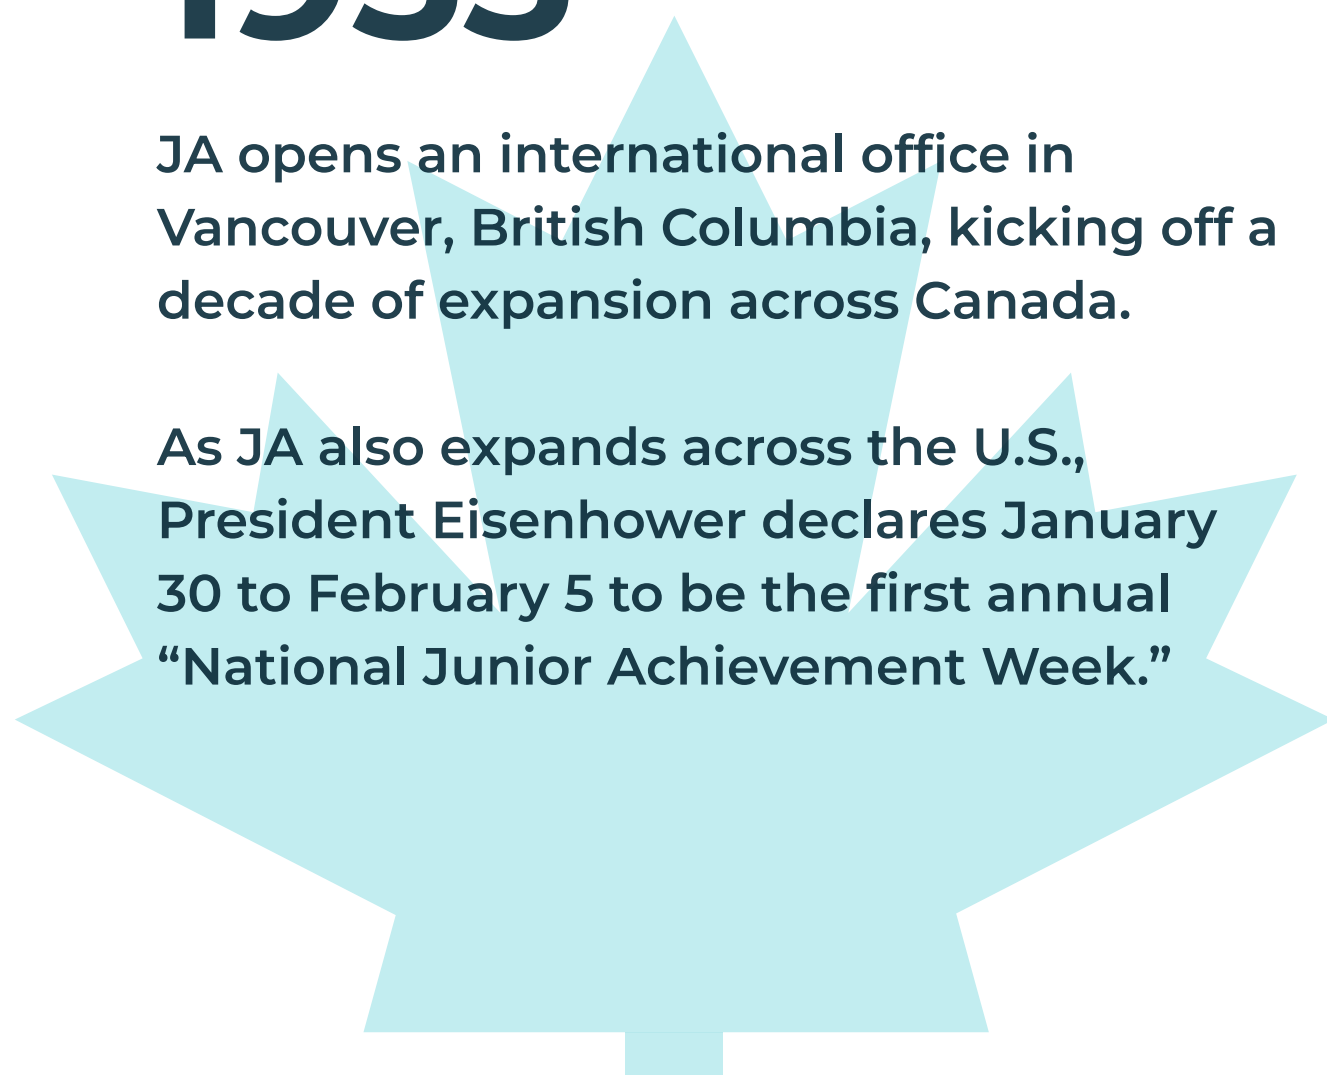 JA opens an international office in
Vancouver, British Columbia, kicking off a
decade of expansion across Canada.
As JA also expands across the U.S.,
President Eisenhower declares January
30 to February 5 to be the first annual
“National Junior Achievement Week.”